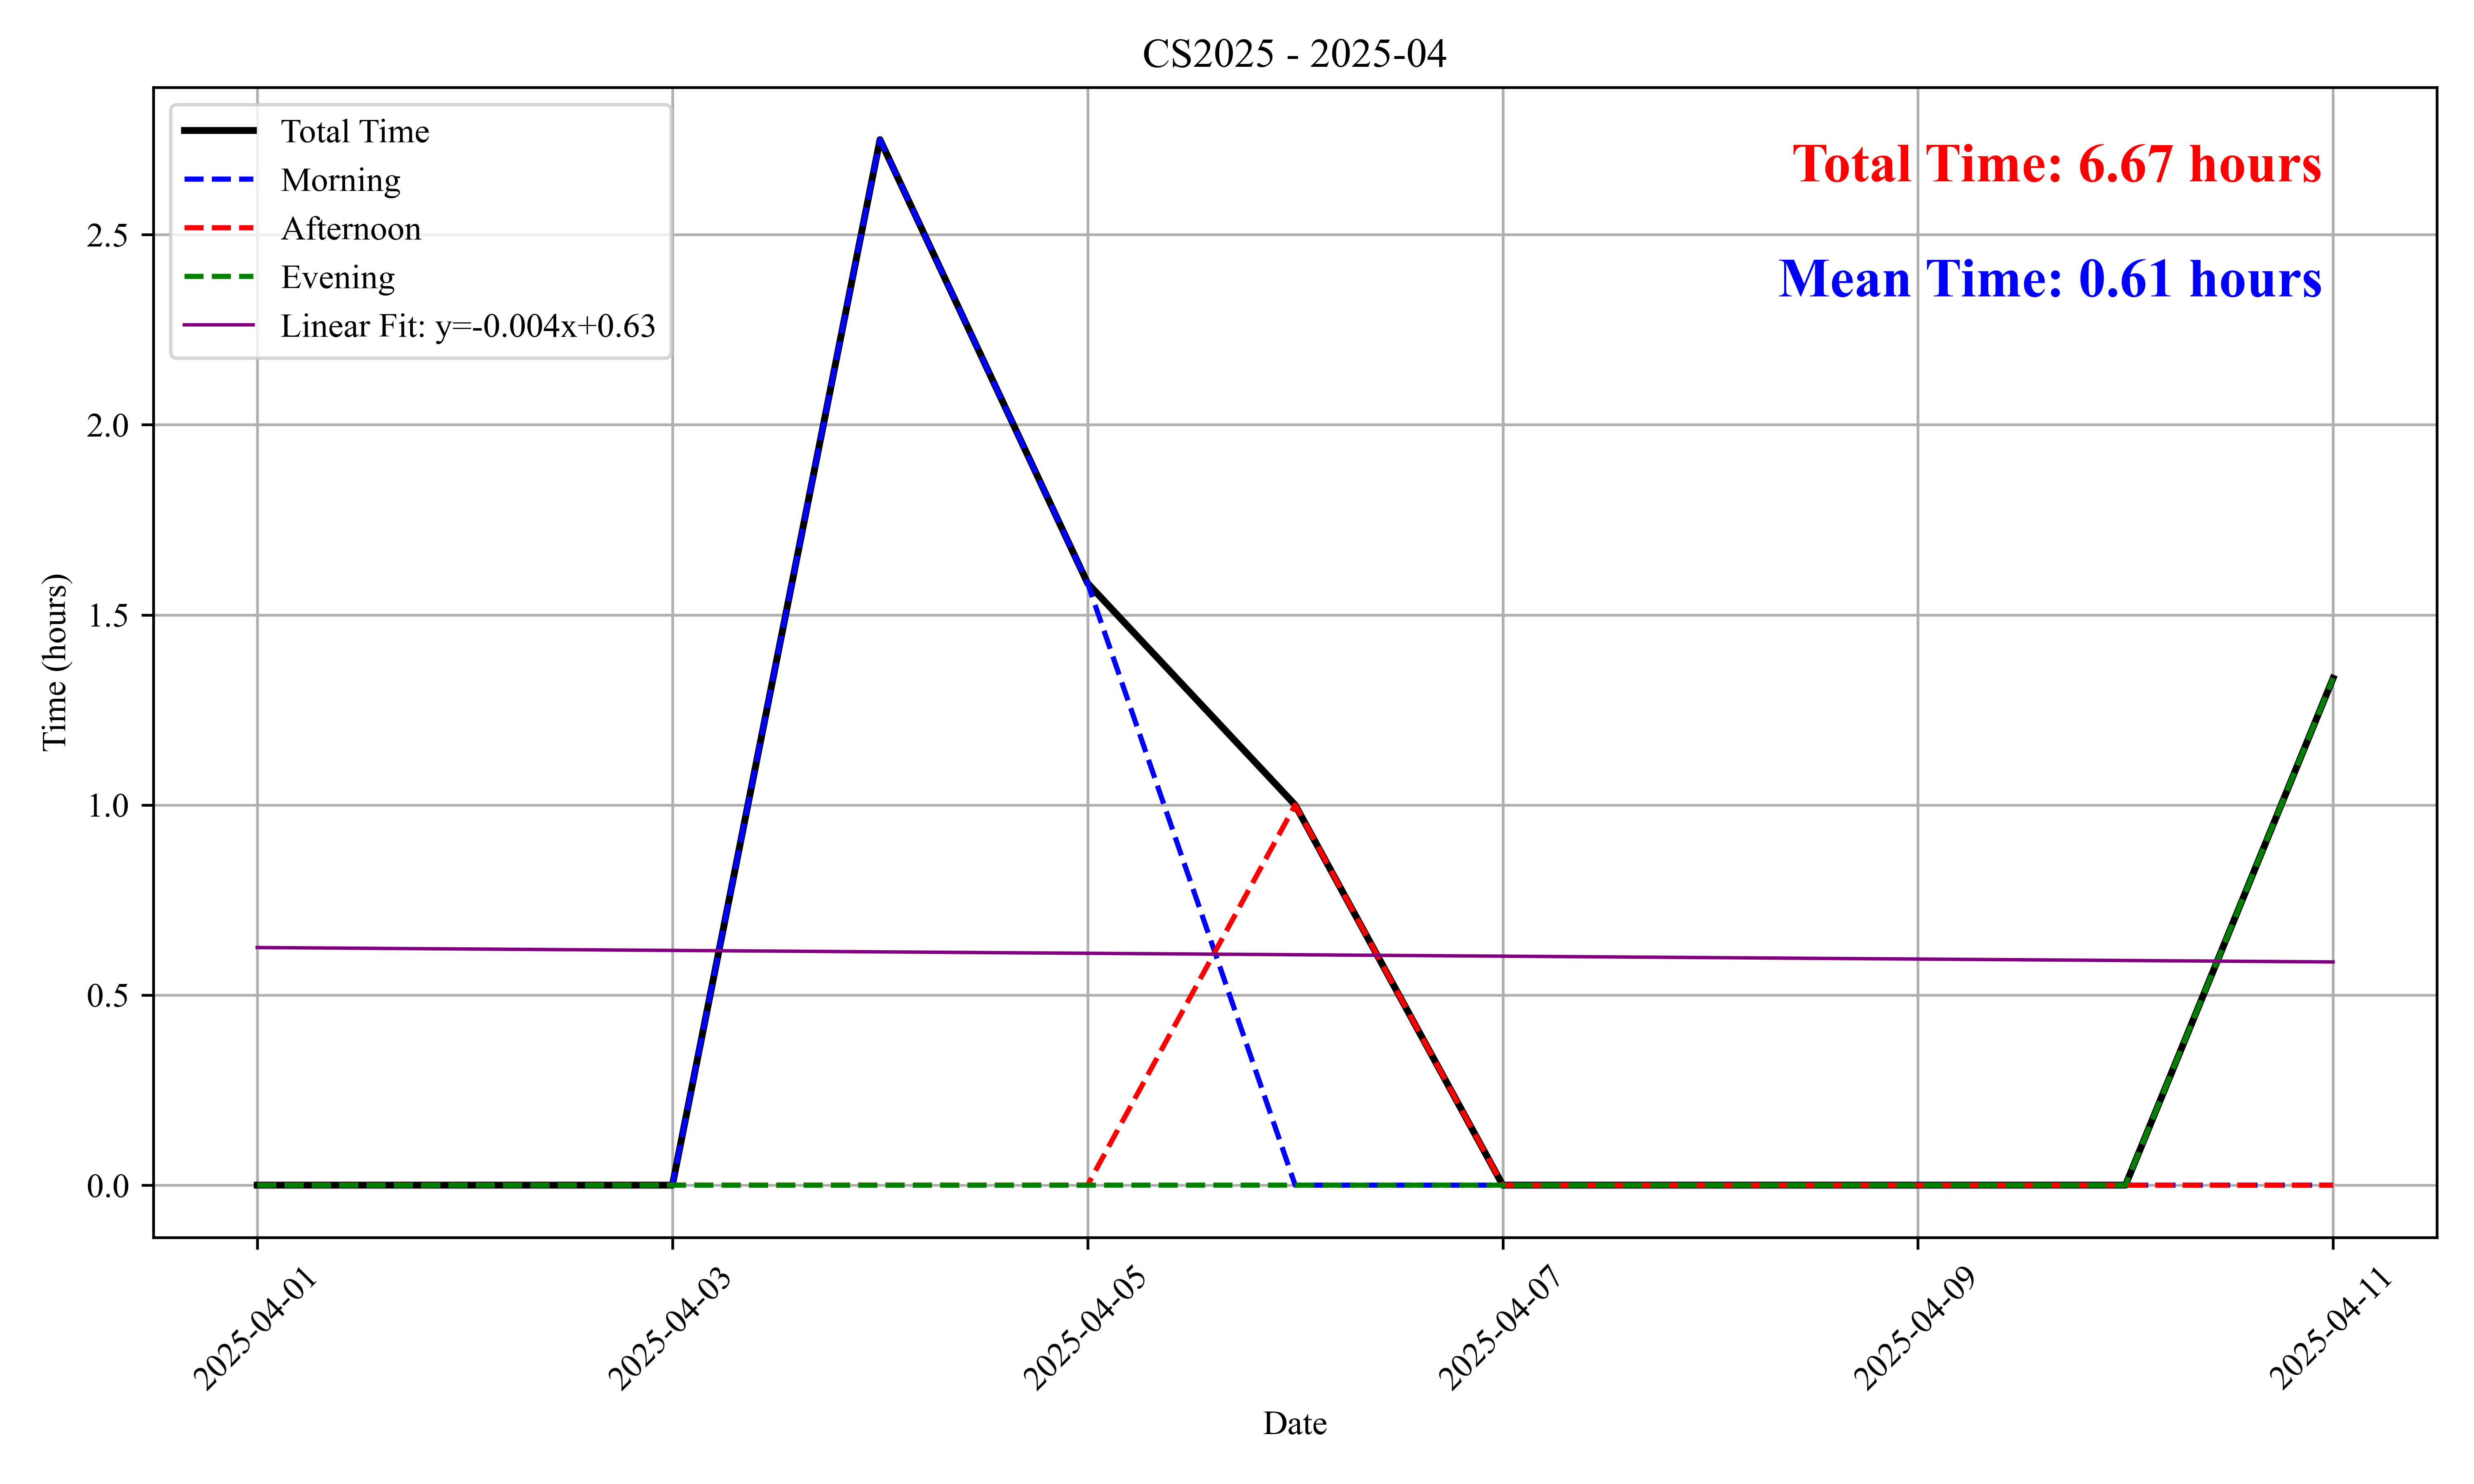 CS2025 - 2025-04
Total Time
Morning
Afternoon
Evening
Linear Fit: y=-0.004x+0.63
Total Time: 6.67 hours
Mean Time: 0.61 hours
Time (hours)
2.5
2.0
1.5
1.0
0.5
0.0
2025-04-01
2025-04-03
2025-04-05
2025-04-07
2025-04-09
2025-04-11
Date